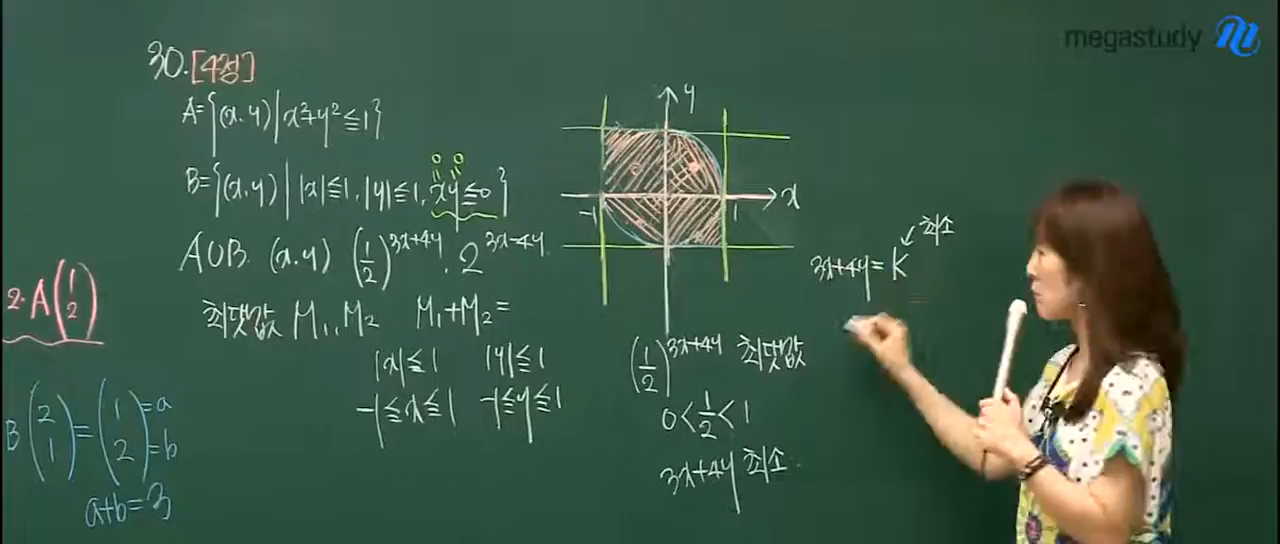 megastudy
30. [4점]
A={(x,y)|x²+y²≦1}
B={(x,y)| |x|≦1, |y|≦1, xy≦0}
A∪B. (x,y) (1/2)^{3x+4y}, 2^{3x-4y}.
최댓값 M₁, M₂ M₁+M₂=
|x|≦1 |y|≦1
-1≦x≦1 -1≦y≦1
2·A(1 2)
B(2 1)=(1 2)=a =b
a+b=3
y
x
-1
1
(1/2)^{3x+4y} 최댓값
0<1/2<1
3x+4y 최소.
3x+4y=K
최소